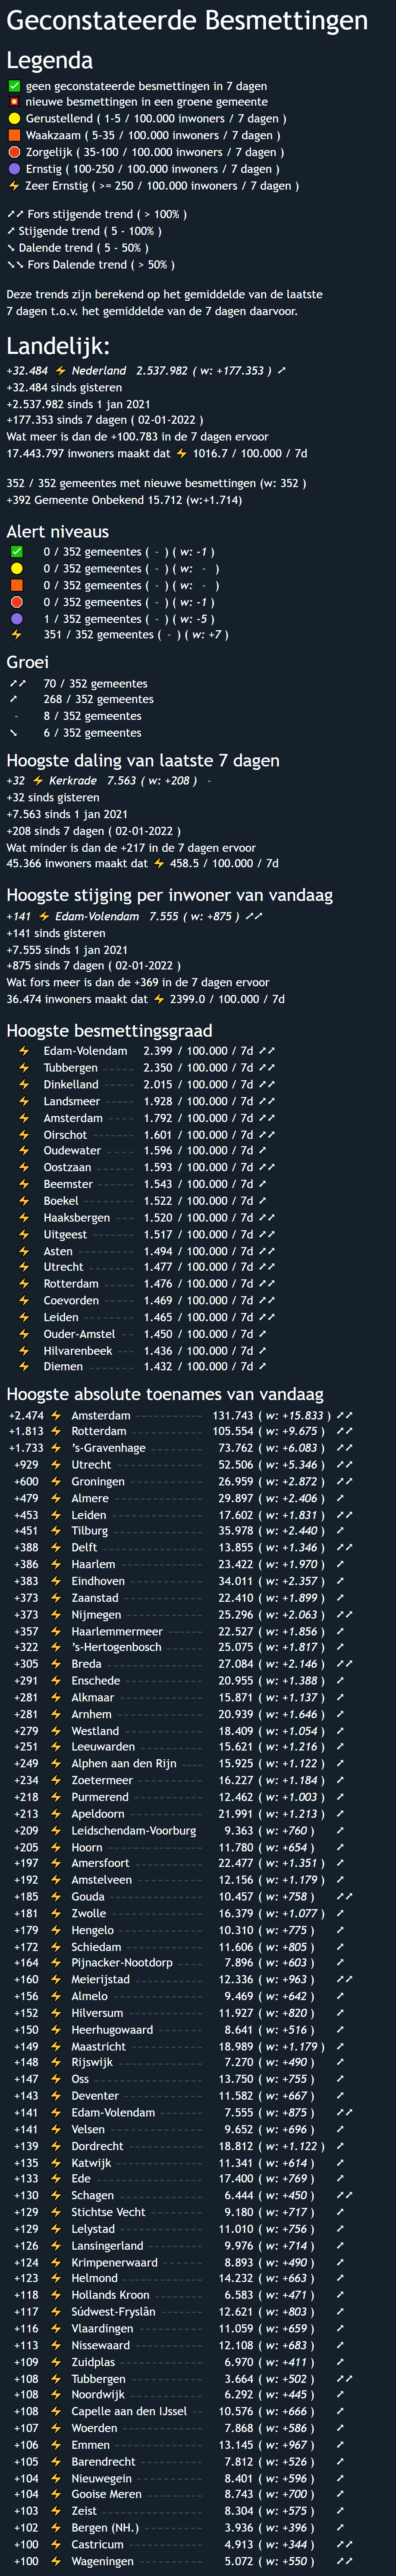 Geconstateerde Besmettingen
Legenda
✅ geen geconstateerde besmettingen in 7 dagen
💥 nieuwe besmettingen in een groene gemeente
🟡 Gerustellend ( 1-5 / 100.000 inwoners / 7 dagen )
🟧 Waakzaam ( 5-35 / 100.000 inwoners / 7 dagen )
🛑 Zorgelijk ( 35-100 / 100.000 inwoners / 7 dagen )
🟣 Ernstig ( 100-250 / 100.000 inwoners / 7 dagen )
⚡ Zeer Ernstig ( >= 250 / 100.000 inwoners / 7 dagen )
➚➚ Fors stijgende trend ( > 100% )
➚ Stijgende trend ( 5 - 100% )
➘ Dalende trend ( 5 - 50% )
➘➘ Fors Dalende trend ( > 50% )
Deze trends zijn berekend op het gemiddelde van de laatste
7 dagen t.o.v. het gemiddelde van de 7 dagen daarvoor.
Landelijk:
+32.484 ⚡ Nederland 2.537.982 ( w: +177.353 ) ➚
+32.484 sinds gisteren
+2.537.982 sinds 1 jan 2021
+177.353 sinds 7 dagen ( 02-01-2022 )
Wat meer is dan de +100.783 in de 7 dagen ervoor
17.443.797 inwoners maakt dat ⚡ 1016.7 / 100.000 / 7d
352 / 352 gemeentes met nieuwe besmettingen (w: 352 )
+392 Gemeente Onbekend 15.712 (w:+1.714)
Alert niveaus
✅ 0 / 352 gemeentes ( - ) ( w: -1 )
🟡 0 / 352 gemeentes ( - ) ( w: - )
🟧 0 / 352 gemeentes ( - ) ( w: - )
🛑 0 / 352 gemeentes ( - ) ( w: -1 )
🟣 1 / 352 gemeentes ( - ) ( w: -5 )
⚡ 351 / 352 gemeentes ( - ) ( w: +7 )
Groei
➚➚ 70 / 352 gemeentes
➚ 268 / 352 gemeentes
- 8 / 352 gemeentes
➘ 6 / 352 gemeentes
Hoogste daling van laatste 7 dagen
+32 ⚡ Kerkrade 7.563 ( w: +208 ) -
+32 sinds gisteren
+7.563 sinds 1 jan 2021
+208 sinds 7 dagen ( 02-01-2022 )
Wat minder is dan de +217 in de 7 dagen ervoor
45.366 inwoners maakt dat ⚡ 458.5 / 100.000 / 7d
Hoogste stijging per inwoner van vandaag
+141 ⚡ Edam-Volendam 7.555 ( w: +875 ) ➚➚
+141 sinds gisteren
+7.555 sinds 1 jan 2021
+875 sinds 7 dagen ( 02-01-2022 )
Wat fors meer is dan de +369 in de 7 dagen ervoor
36.474 inwoners maakt dat ⚡ 2399.0 / 100.000 / 7d
Hoogste besmettingsgraad
⚡ Edam-Volendam 2.399 / 100.000 / 7d ➚➚
⚡ Tubbergen 2.350 / 100.000 / 7d ➚➚
⚡ Dinkelland 2.015 / 100.000 / 7d ➚➚
⚡ Landsmeer 1.928 / 100.000 / 7d ➚➚
⚡ Amsterdam 1.792 / 100.000 / 7d ➚➚
⚡ Oirschot 1.601 / 100.000 / 7d ➚➚
⚡ Oudewater 1.596 / 100.000 / 7d ➚
⚡ Oostzaan 1.593 / 100.000 / 7d ➚➚
⚡ Beemster 1.543 / 100.000 / 7d ➚
⚡ Boekel 1.522 / 100.000 / 7d ➚
⚡ Haaksbergen 1.520 / 100.000 / 7d ➚➚
⚡ Uitgeest 1.517 / 100.000 / 7d ➚➚
⚡ Asten 1.494 / 100.000 / 7d ➚➚
⚡ Utrecht 1.477 / 100.000 / 7d ➚➚
⚡ Rotterdam 1.476 / 100.000 / 7d ➚➚
⚡ Coevorden 1.469 / 100.000 / 7d ➚➚
⚡ Leiden 1.465 / 100.000 / 7d ➚➚
⚡ Ouder-Amstel 1.450 / 100.000 / 7d ➚
⚡ Hilvarenbeek 1.436 / 100.000 / 7d ➚
⚡ Diemen 1.432 / 100.000 / 7d ➚
Hoogste absolute toenames van vandaag
+2.474 ⚡ Amsterdam 131.743 ( w: +15.833 ) ➚➚
+1.813 ⚡ Rotterdam 105.554 ( w: +9.675 ) ➚➚
+1.733 ⚡ 's-Gravenhage 73.762 ( w: +6.083 ) ➚➚
+929 ⚡ Utrecht 52.506 ( w: +5.346 ) ➚➚
+600 ⚡ Groningen 26.959 ( w: +2.872 ) ➚➚
+479 ⚡ Almere 29.897 ( w: +2.406 ) ➚
+453 ⚡ Leiden 17.602 ( w: +1.831 ) ➚➚
+451 ⚡ Tilburg 35.978 ( w: +2.440 ) ➚
+388 ⚡ Delft 13.855 ( w: +1.346 ) ➚➚
+386 ⚡ Haarlem 23.422 ( w: +1.970 ) ➚
+383 ⚡ Eindhoven 34.011 ( w: +2.357 ) ➚
+373 ⚡ Zaanstad 22.410 ( w: +1.899 ) ➚
+373 ⚡ Nijmegen 25.296 ( w: +2.063 ) ➚➚
+357 ⚡ Haarlemmermeer 22.527 ( w: +1.856 ) ➚
+322 ⚡ 's-Hertogenbosch 25.075 ( w: +1.817 ) ➚
+305 ⚡ Breda 27.084 ( w: +2.146 ) ➚➚
+291 ⚡ Enschede 20.955 ( w: +1.388 ) ➚
+281 ⚡ Alkmaar 15.871 ( w: +1.137 ) ➚
+281 ⚡ Arnhem 20.939 ( w: +1.646 ) ➚
+279 ⚡ Westland 18.409 ( w: +1.054 ) ➚
+251 ⚡ Leeuwarden 15.621 ( w: +1.216 ) ➚
+249 ⚡ Alphen aan den Rijn 15.925 ( w: +1.122 ) ➚
+234 ⚡ Zoetermeer 16.227 ( w: +1.184 ) ➚
+218 ⚡ Purmerend 12.462 ( w: +1.003 ) ➚
+213 ⚡ Apeldoorn 21.991 ( w: +1.213 ) ➚
+209 ⚡ Leidschendam-Voorburg 9.363 ( w: +760 ) ➚
+205 ⚡ Hoorn 11.780 ( w: +654 ) ➚
+197 ⚡ Amersfoort 22.477 ( w: +1.351 ) ➚
+192 ⚡ Amstelveen 12.156 ( w: +1.179 ) ➚
+185 ⚡ Gouda 10.457 ( w: +758 ) ➚➚
+181 ⚡ Zwolle 16.379 ( w: +1.077 ) ➚
+179 ⚡ Hengelo 10.310 ( w: +775 ) ➚
+172 ⚡ Schiedam 11.606 ( w: +805 ) ➚
+164 ⚡ Pijnacker-Nootdorp 7.896 ( w: +603 ) ➚
+160 ⚡ Meierijstad 12.336 ( w: +963 ) ➚➚
+156 ⚡ Almelo 9.469 ( w: +642 ) ➚
+152 ⚡ Hilversum 11.927 ( w: +820 ) ➚
+150 ⚡ Heerhugowaard 8.641 ( w: +516 ) ➚
+149 ⚡ Maastricht 18.989 ( w: +1.179 ) ➚
+148 ⚡ Rijswijk 7.270 ( w: +490 ) ➚
+147 ⚡ Oss 13.750 ( w: +755 ) ➚
+143 ⚡ Deventer 11.582 ( w: +667 ) ➚
+141 ⚡ Edam-Volendam 7.555 ( w: +875 ) ➚➚
+141 ⚡ Velsen 9.652 ( w: +696 ) ➚
+139 ⚡ Dordrecht 18.812 ( w: +1.122 ) ➚
+135 ⚡ Katwijk 11.341 ( w: +614 ) ➚
+133 ⚡ Ede 17.400 ( w: +769 ) ➚
+130 ⚡ Schagen 6.444 ( w: +450 ) ➚➚
+129 ⚡ Stichtse Vecht 9.180 ( w: +717 ) ➚
+129 ⚡ Lelystad 11.010 ( w: +756 ) ➚
+126 ⚡ Lansingerland 9.976 ( w: +714 ) ➚
+124 ⚡ Krimpenerwaard 8.893 ( w: +490 ) ➚
+123 ⚡ Helmond 14.232 ( w: +663 ) ➚
+118 ⚡ Hollands Kroon 6.583 ( w: +471 ) ➚
+117 ⚡ Súdwest-Fryslân 12.621 ( w: +803 ) ➚
+116 ⚡ Vlaardingen 11.059 ( w: +659 ) ➚
+113 ⚡ Nissewaard 12.108 ( w: +683 ) ➚
+109 ⚡ Zuidplas 6.970 ( w: +411 ) ➚
+108 ⚡ Tubbergen 3.664 ( w: +502 ) ➚➚
+108 ⚡ Noordwijk 6.292 ( w: +445 ) ➚
+108 ⚡ Capelle aan den IJssel 10.576 ( w: +666 ) ➚
+107 ⚡ Woerden 7.868 ( w: +586 ) ➚
+106 ⚡ Emmen 13.145 ( w: +967 ) ➚
+105 ⚡ Barendrecht 7.812 ( w: +526 ) ➚
+104 ⚡ Nieuwegein 8.401 ( w: +596 ) ➚
+104 ⚡ Gooise Meren 8.743 ( w: +700 ) ➚
+103 ⚡ Zeist 8.304 ( w: +575 ) ➚
+102 ⚡ Bergen (NH.) 3.936 ( w: +396 ) ➚
+100 ⚡ Castricum 4.913 ( w: +344 ) ➚➚
+100 ⚡ Wageningen 5.072 ( w: +550 ) ➚➚